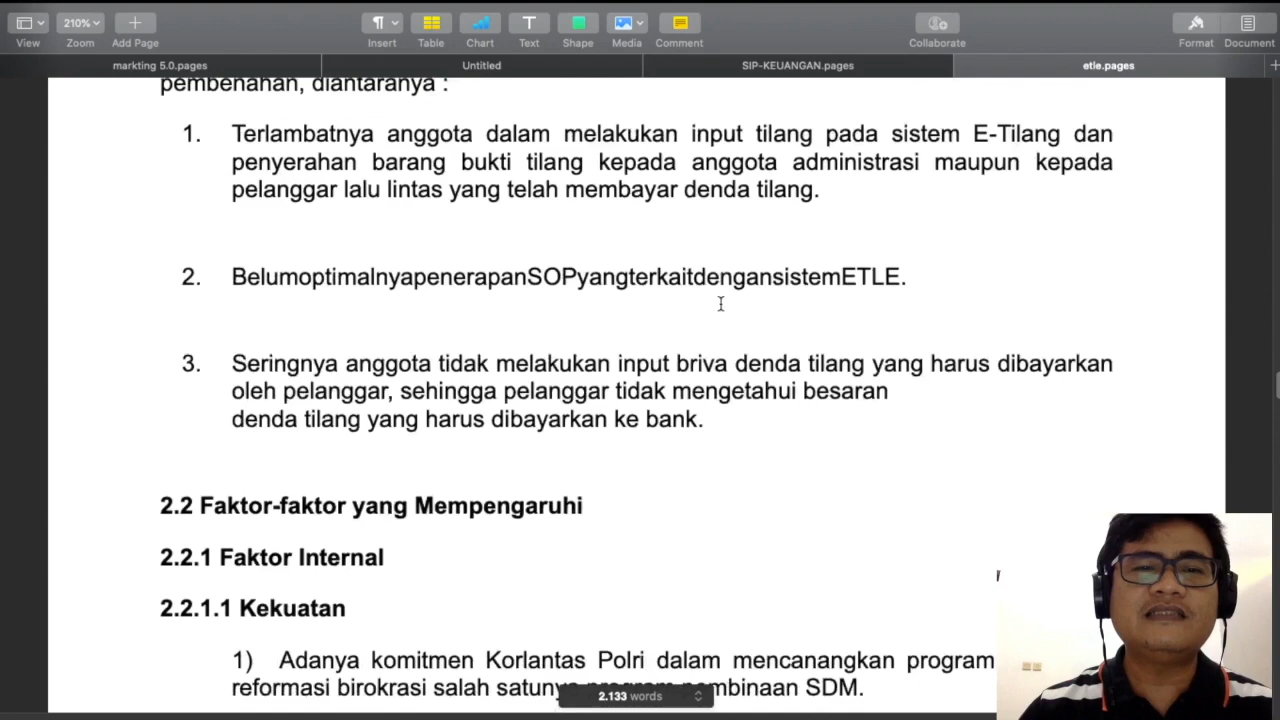 210%
View
Zoom
Add Page
Insert
Table
Chart
Text
Shape
Media
Comment
Collaborate
Format
Document
markting 5.0.pages
Untitled
SIP-KEUANGAN.pages
etle.pages
pembenahan, diantaranya :
1. Terlambatnya anggota dalam melakukan input tilang pada sistem E-Tilang dan
penyerahan barang bukti tilang kepada anggota administrasi maupun kepada
pelanggar lalu lintas yang telah membayar denda tilang.
2. BelumoptimalnyapenerapanSOPyangterkaitdengansistemETLE.
3. Seringnya anggota tidak melakukan input briva denda tilang yang harus dibayarkan
oleh pelanggar, sehingga pelanggar tidak mengetahui besaran
denda tilang yang harus dibayarkan ke bank.
2.2 Faktor-faktor yang Mempengaruhi
2.2.1 Faktor Internal
2.2.1.1 Kekuatan
1) Adanya komitmen Korlantas Polri dalam mencanangkan program
reformasi birokrasi salah satunya program pembinaan SDM.
2.133 words